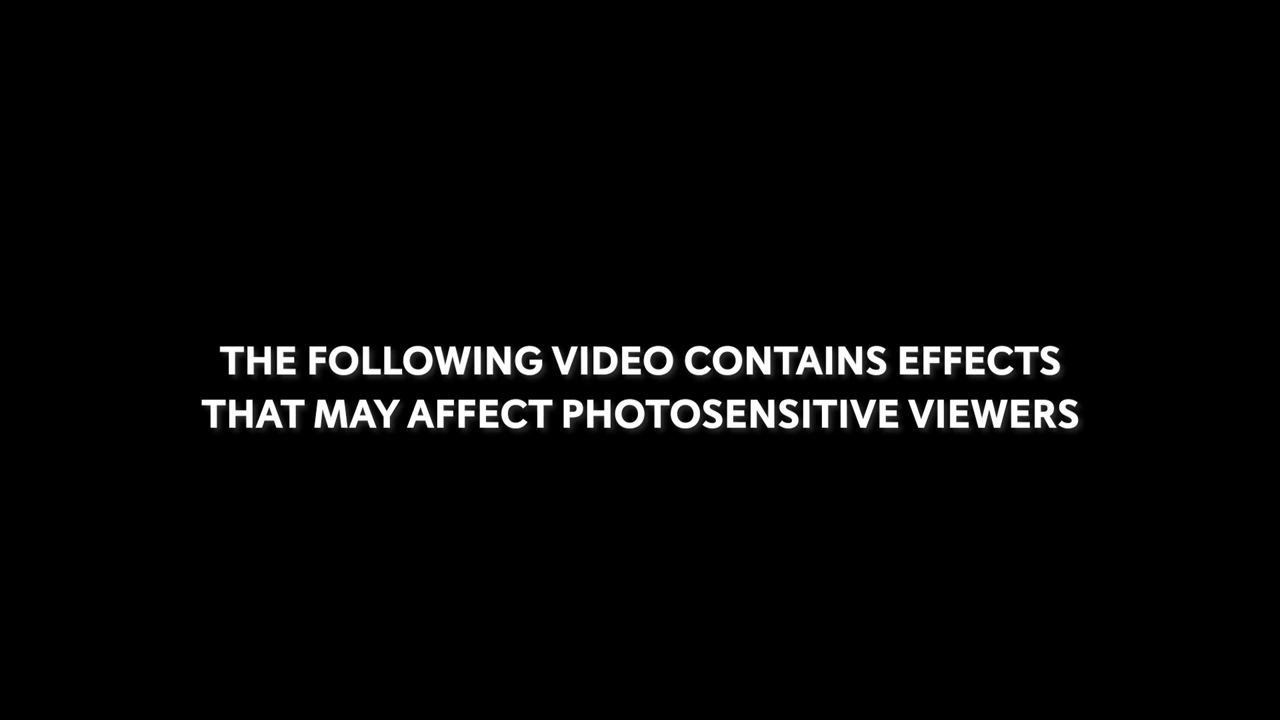 THE FOLLOWING VIDEO CONTAINS EFFECTS
THAT MAY AFFECT PHOTOSENSITIVE VIEWERS